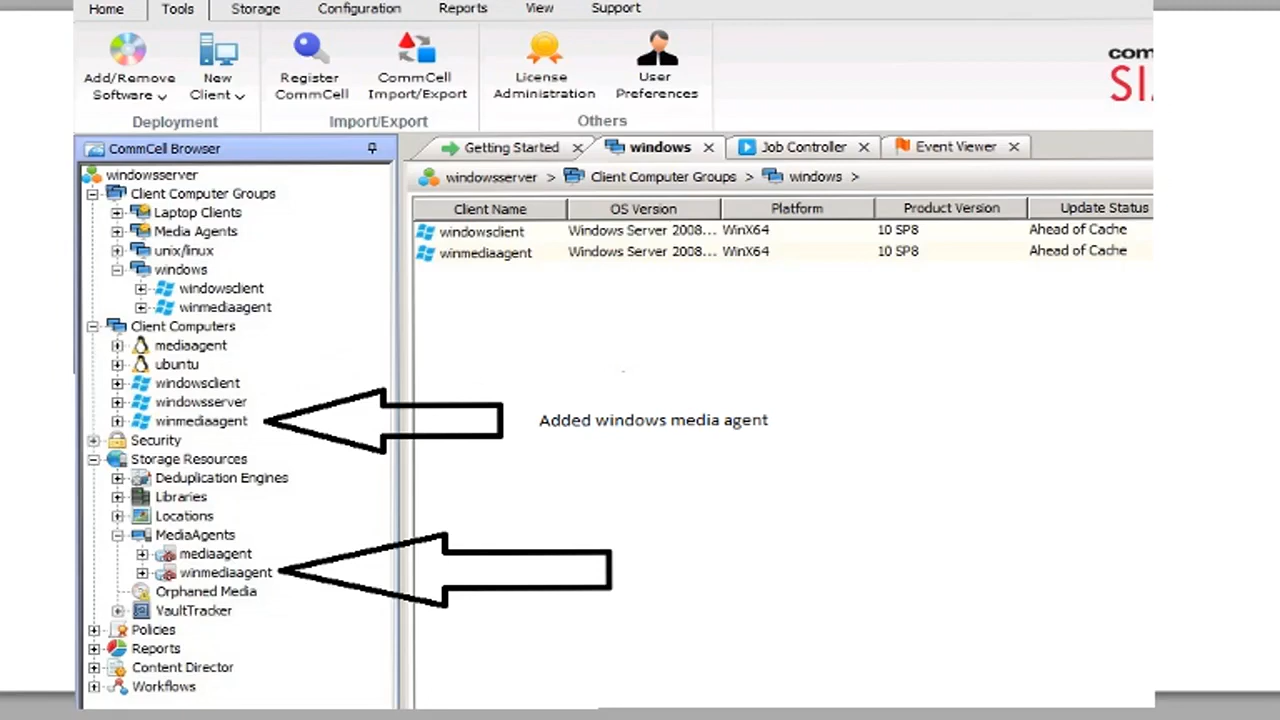 Home Tools Storage Configuration Reports View Support
Add/Remove Software New Client Register CommCell CommCell Import/Export License Administration User Preferences
Deployment Import/Export Others
CommCell Browser
Getting Started windows Job Controller Event Viewer
windowsserver > Client Computer Groups > windows >
Client Name OS Version Platform Product Version Update Status
windowsclient Windows Server 2008... WinX64 10 SP8 Ahead of Cache
winmediaagent Windows Server 2008... WinX64 10 SP8 Ahead of Cache
windowsserver
Client Computer Groups
Laptop Clients
Media Agents
unix/linux
windows
windowsclient
winmediaagent
Client Computers
mediaagent
ubuntu
windowsclient
windowsserver
winmediaagent
Added windows media agent
Security
Storage Resources
Deduplication Engines
Libraries
Locations
MediaAgents
mediaagent
winmediaagent
Orphaned Media
VaultTracker
Policies
Reports
Content Director
Workflows